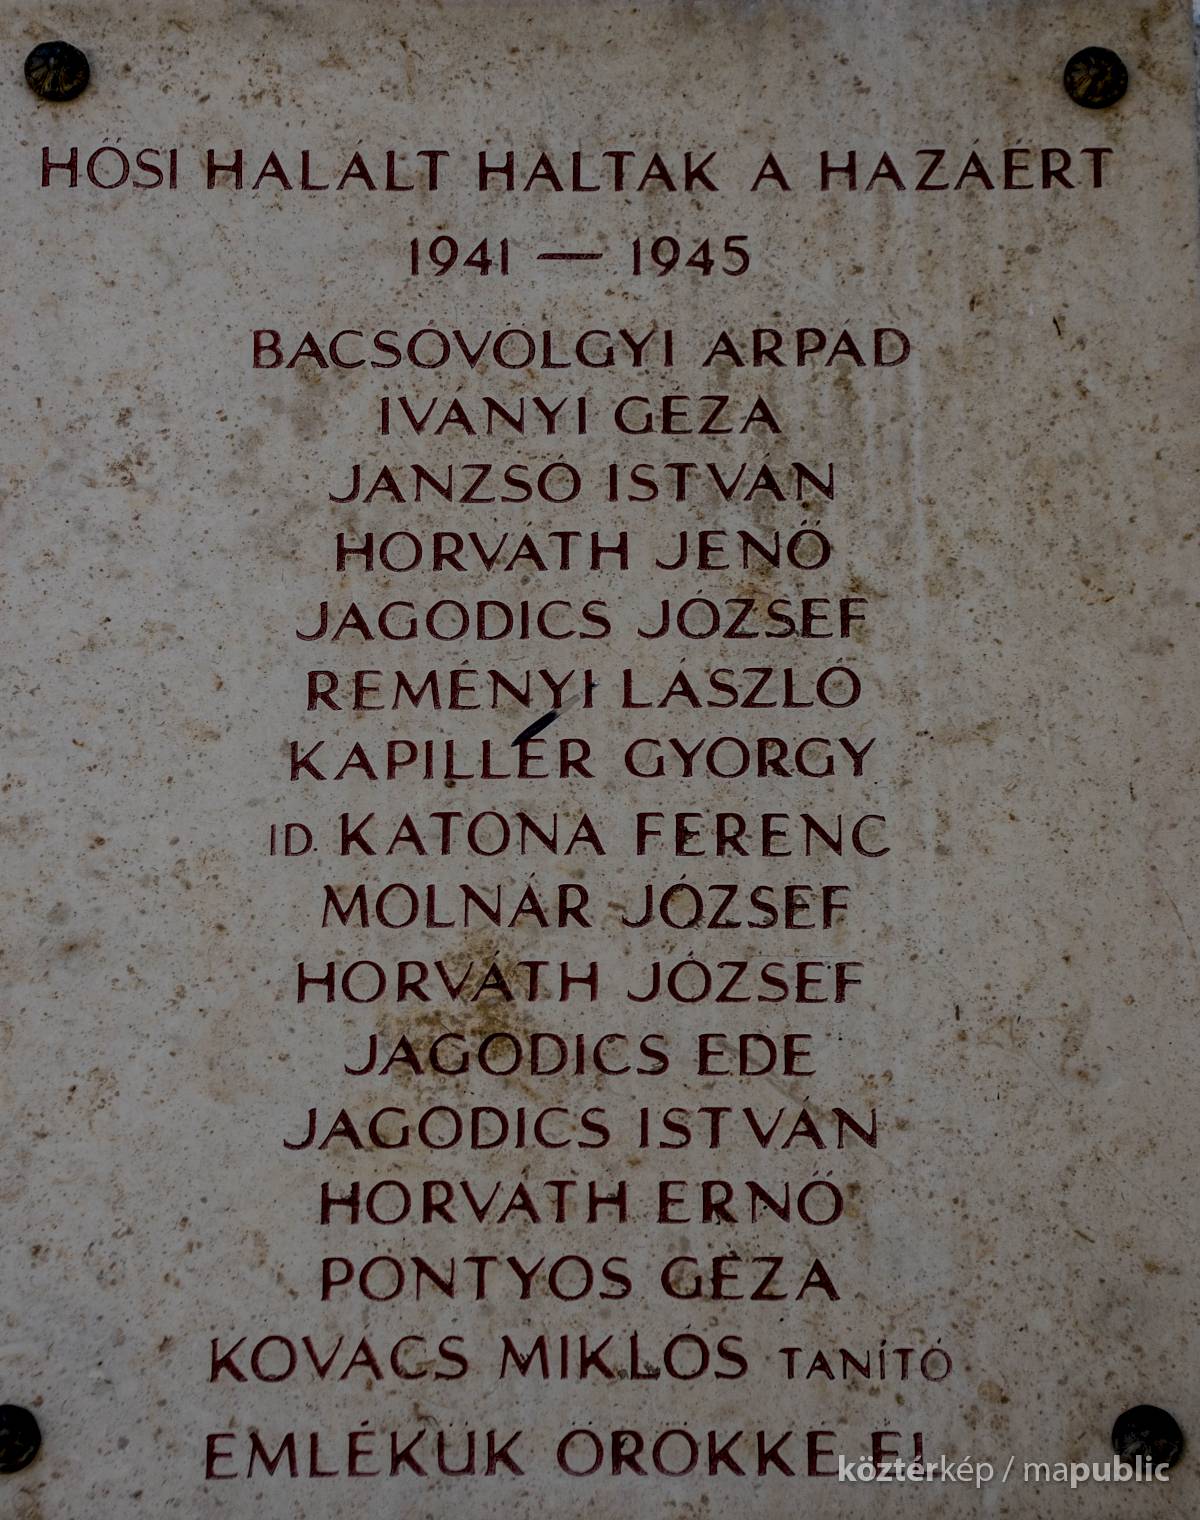 HŐSI HALÁLT HALTAK A HAZÁÉRT
1941 — 1945
BACSÓVÖLGYI ÁRPÁD
IVÁNYI GÉZA
JANZSÓ ISTVÁN
HORVÁTH JENŐ
JAGODICS JÓZSEF
REMÉNYI LÁSZLÓ
KAPILLER GYÖRGY
ID. KATONA FERENC
MOLNÁR JÓZSEF
HORVÁTH JÓZSEF
JAGODICS EDE
JAGODICS ISTVÁN
HORVÁTH ERNŐ
PONTYOS GÉZA
KOVÁCS MIKLÓS TANÍTÓ
EMLÉKÜK ÖRÖKKÉ ÉL
köztérkép / mapublic